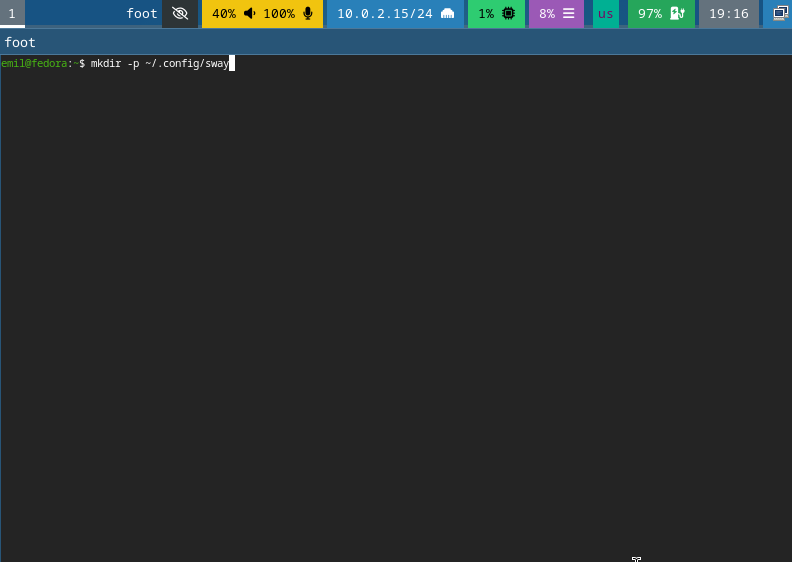 1 foot 40% 100% 10.0.2.15/24 1% 8% us 97% 19:16
foot
emil@fedora:~$ mkdir -p ~/.config/sway